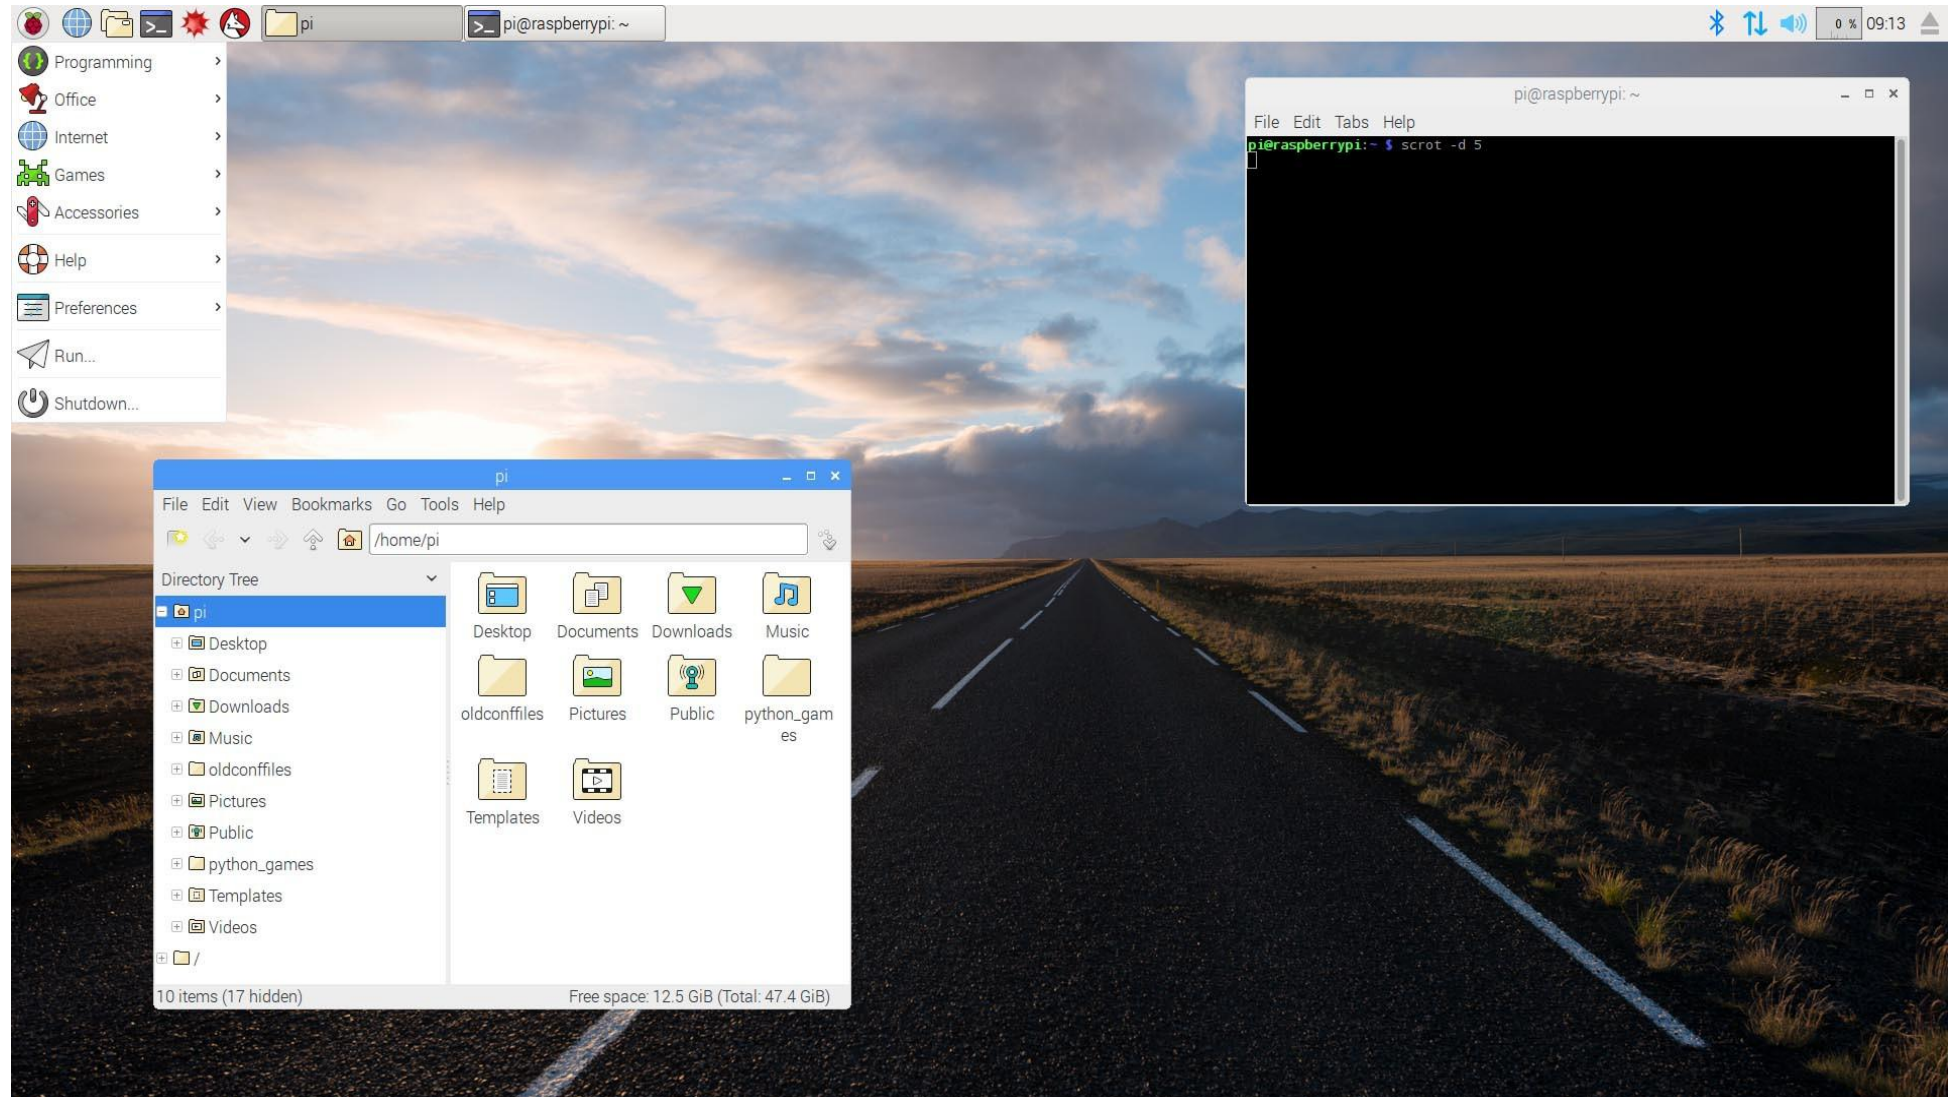 pi
pi@raspberrypi: ~
0 %
09:13
Programming
Office
Internet
Games
Accessories
Help
Preferences
Run...
Shutdown...
pi@raspberrypi: ~
File Edit Tabs Help
pi@raspberrypi:~ $ scrot -d 5
pi
File Edit View Bookmarks Go Tools Help
/home/pi
Directory Tree
pi
Desktop
Documents
Downloads
Music
oldconffiles
Pictures
Public
python_games
Templates
Videos
/
Desktop Documents Downloads Music
oldconffiles Pictures Public python_gam
es
Templates Videos
10 items (17 hidden)
Free space: 12.5 GiB (Total: 47.4 GiB)